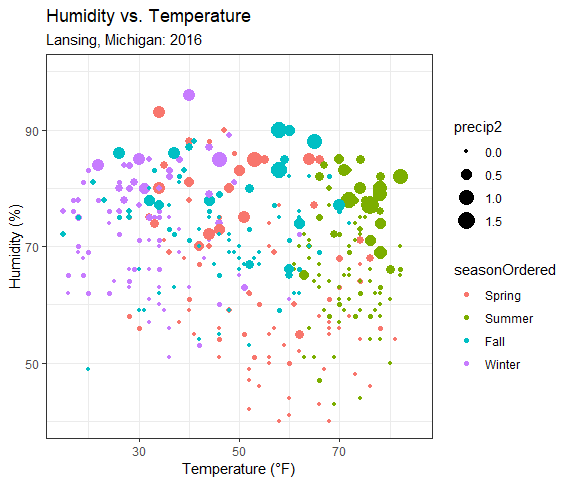 Humidity vs. Temperature
Lansing, Michigan: 2016
Humidity (%)
90
70
50
30
50
70
Temperature (°F)
precip2
0.0
0.5
1.0
1.5
seasonOrdered
Spring
Summer
Fall
Winter